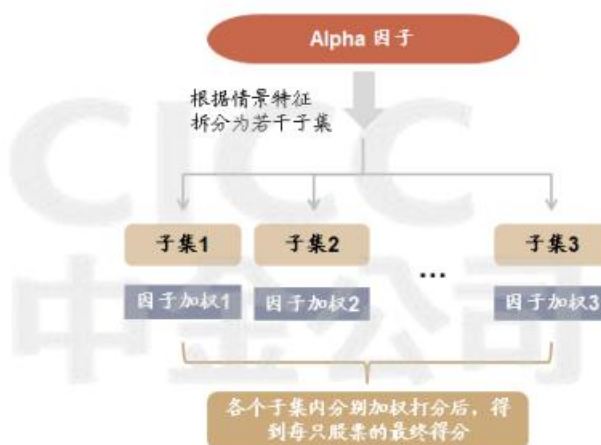 Alpha 因子
根据情景特征
拆分为若干子集
子集1
子集2
子集3
...
因子加权1
因子加权2
因子加权3
各个子集内分别加权打分后，得
到每只股票的最终得分
CICC
中金公司